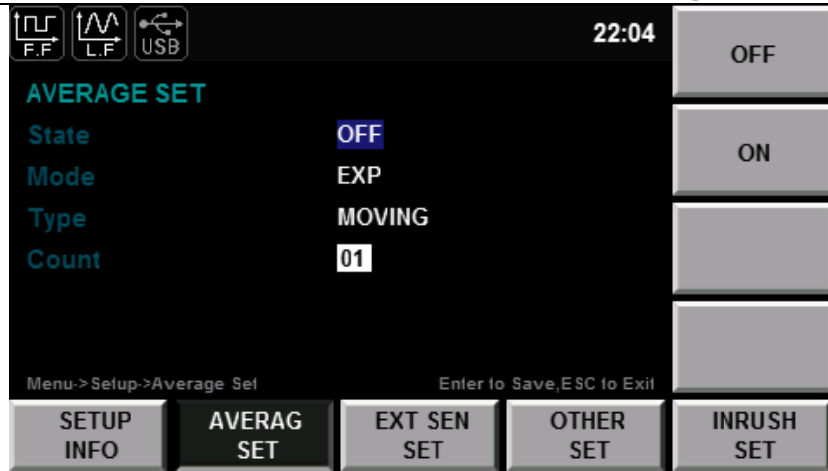 F.F L.F USB 22:04
OFF
AVERAGE SET
State OFF
ON
Mode EXP
Type MOVING
Count 01
Menu->Setup->Average Set Enter to Save,ESC to Exit
SETUP INFO
AVERAG SET
EXT SEN SET
OTHER SET
INRUSH SET